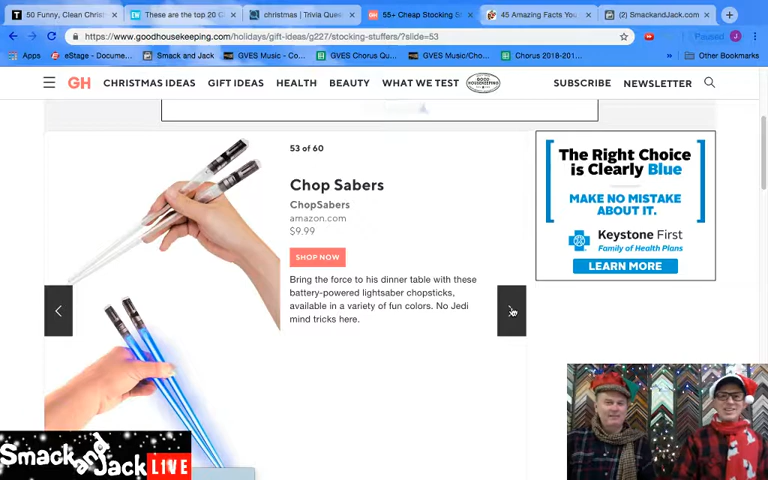 50 Funny, Clean Christ
These are the top 20 C
christmas | Trivia Quee
55+ Cheap Stocking S
45 Amazing Facts You
(2) SmackandJack.com
https://www.goodhousekeeping.com/holidays/gift-ideas/g227/stocking-stuffers/?slide=53
Paused
Apps
eStage - Docume...
Smack and Jack
GVES Music
GVES Chorus Qu...
GVES Music/Cho...
Chorus 2018-201...
Other Bookmarks
GH
CHRISTMAS IDEAS
GIFT IDEAS
HEALTH
BEAUTY
WHAT WE TEST
SUBSCRIBE
NEWSLETTER
53 of 60
Chop Sabers
ChopSabers
amazon.com
$9.99
SHOP NOW
Bring the force to his dinner table with these
battery-powered lightsaber chopsticks,
available in a variety of fun colors. No Jedi
mind tricks here.
The Right Choice
is Clearly Blue
MAKE NO MISTAKE
ABOUT IT.
Keystone First
Family of Health Plans
LEARN MORE
Smack and Jack LIVE